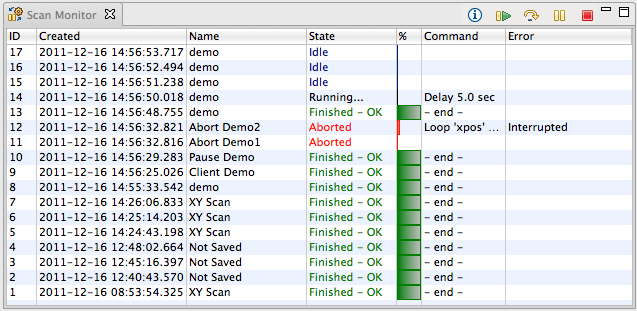 Scan Monitor
ID Created Name State % Command Error
17 2011-12-16 14:56:53.717 demo Idle
16 2011-12-16 14:56:52.494 demo Idle
15 2011-12-16 14:56:51.238 demo Idle
14 2011-12-16 14:56:50.018 demo Running... Delay 5.0 sec
13 2011-12-16 14:56:48.755 demo Finished - OK - end -
12 2011-12-16 14:56:32.821 Abort Demo2 Aborted Loop 'xpos' ... Interrupted
11 2011-12-16 14:56:32.816 Abort Demo1 Aborted
10 2011-12-16 14:56:29.283 Pause Demo Finished - OK - end -
9 2011-12-16 14:56:25.026 Client Demo Finished - OK - end -
8 2011-12-16 14:55:33.542 demo Finished - OK - end -
7 2011-12-16 14:26:06.833 XY Scan Finished - OK - end -
6 2011-12-16 14:25:14.203 XY Scan Finished - OK - end -
5 2011-12-16 14:24:43.198 XY Scan Finished - OK - end -
4 2011-12-16 12:48:02.664 Not Saved Finished - OK - end -
3 2011-12-16 12:45:16.397 Not Saved Finished - OK - end -
2 2011-12-16 12:40:43.570 Not Saved Finished - OK - end -
1 2011-12-16 08:53:54.325 XY Scan Finished - OK - end -